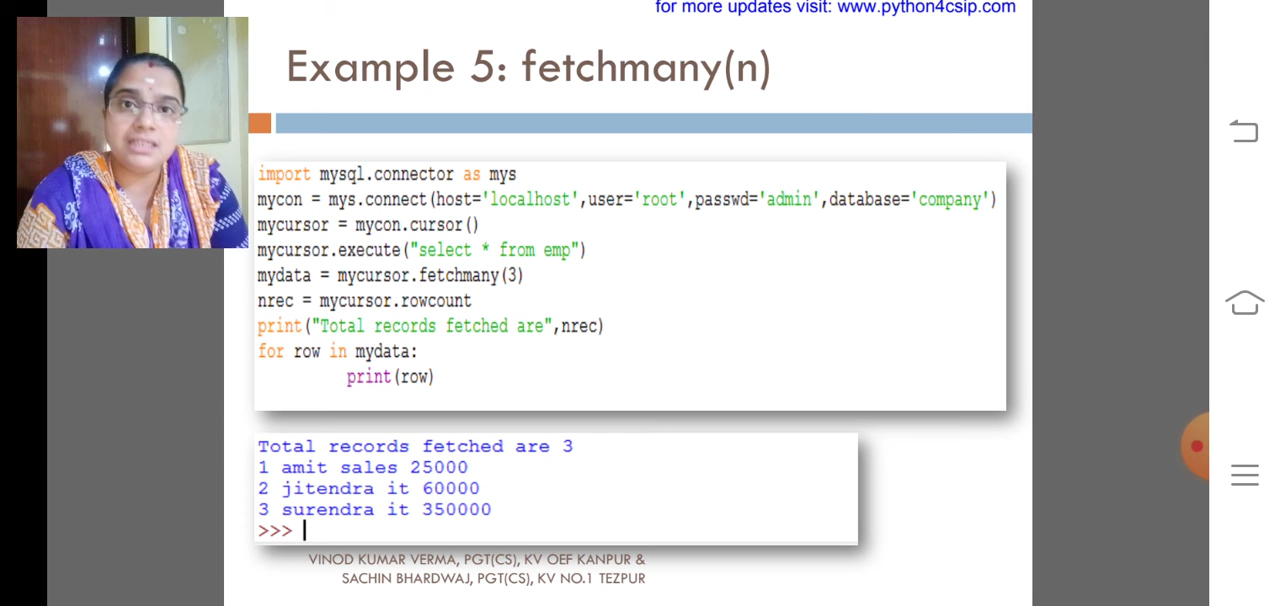 for more updates visit: www.python4csip.com
Example 5: fetchmany(n)
import mysql.connector as mys
mycon = mys.connect(host='localhost',user='root',passwd='admin',database='company')
mycursor = mycon.cursor()
mycursor.execute("select * from emp")
mydata = mycursor.fetchmany(3)
nrec = mycursor.rowcount
print("Total records fetched are",nrec)
for row in mydata:
print(row)
Total records fetched are 3
1 amit sales 25000
2 jitendra it 60000
3 surendra it 350000
>>>
VINOD KUMAR VERMA, PGT(CS), KV OEF KANPUR &
SACHIN BHARDWAJ, PGT(CS), KV NO.1 TEZPUR